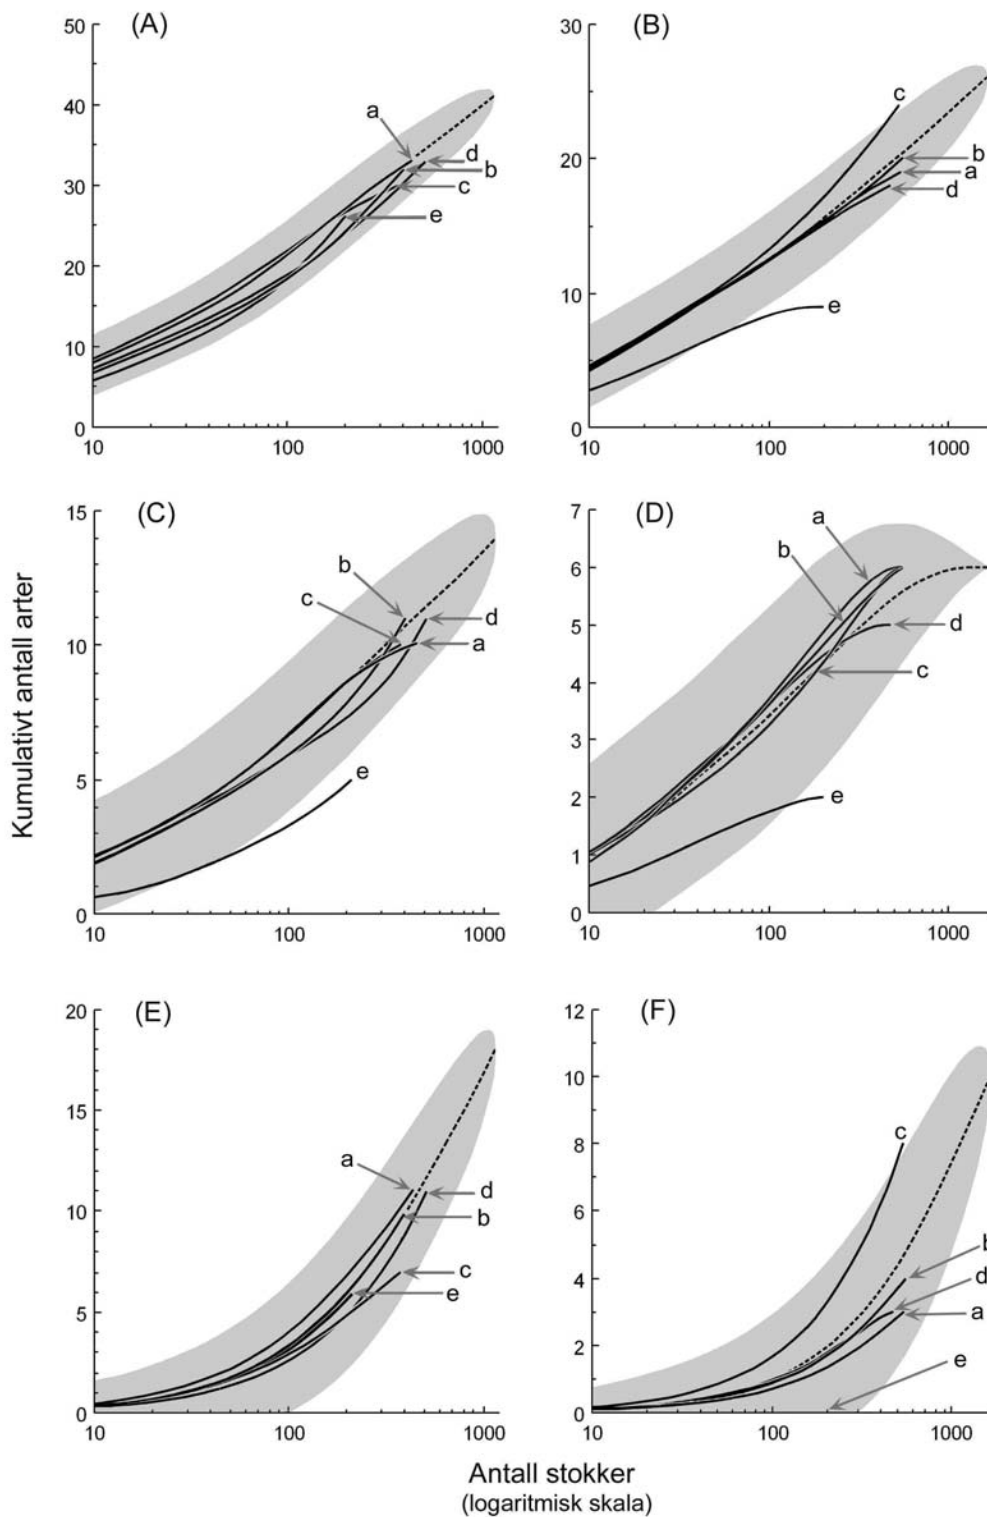 (A)
50
40
30
20
10
0
10
100
1000
a
d
b
c
e
(B)
30
20
10
0
10
100
1000
c
b
a
d
e
(C)
15
10
5
0
10
100
1000
b
c
d
a
e
(D)
7
6
5
4
3
2
1
0
10
100
1000
a
b
d
c
e
(E)
20
15
10
5
0
10
100
1000
a
d
b
c
e
(F)
12
10
8
6
4
2
0
10
100
1000
c
b
d
a
e
Kumulativt antall arter
Antall stokker
(logaritmisk skala)